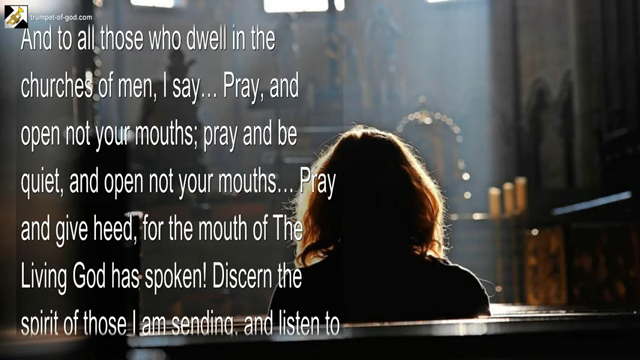 trumpet-of-god.com
And to all those who dwell in the
churches of men, I say… Pray, and
open not your mouths; pray and be
quiet, and open not your mouths… Pray
and give heed, for the mouth of The
Living God has spoken! Discern the
spirit of those I am sending, and listen to